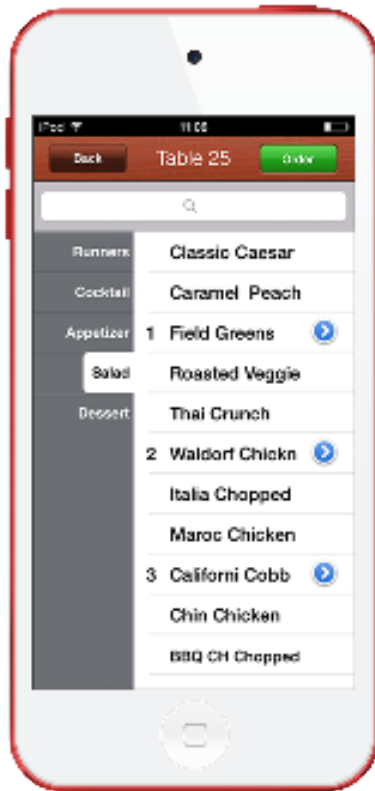 iPod 11:06
Back Table 25 Order
Runners Classic Caesar
Cocktail Caramel Peach
Appetizer 1 Field Greens
Salad Roasted Veggie
Dessert Thai Crunch
2 Waldorf Chickn
Italia Chopped
Maroc Chicken
3 Californi Cobb
Chin Chicken
BBQ CH Chopped